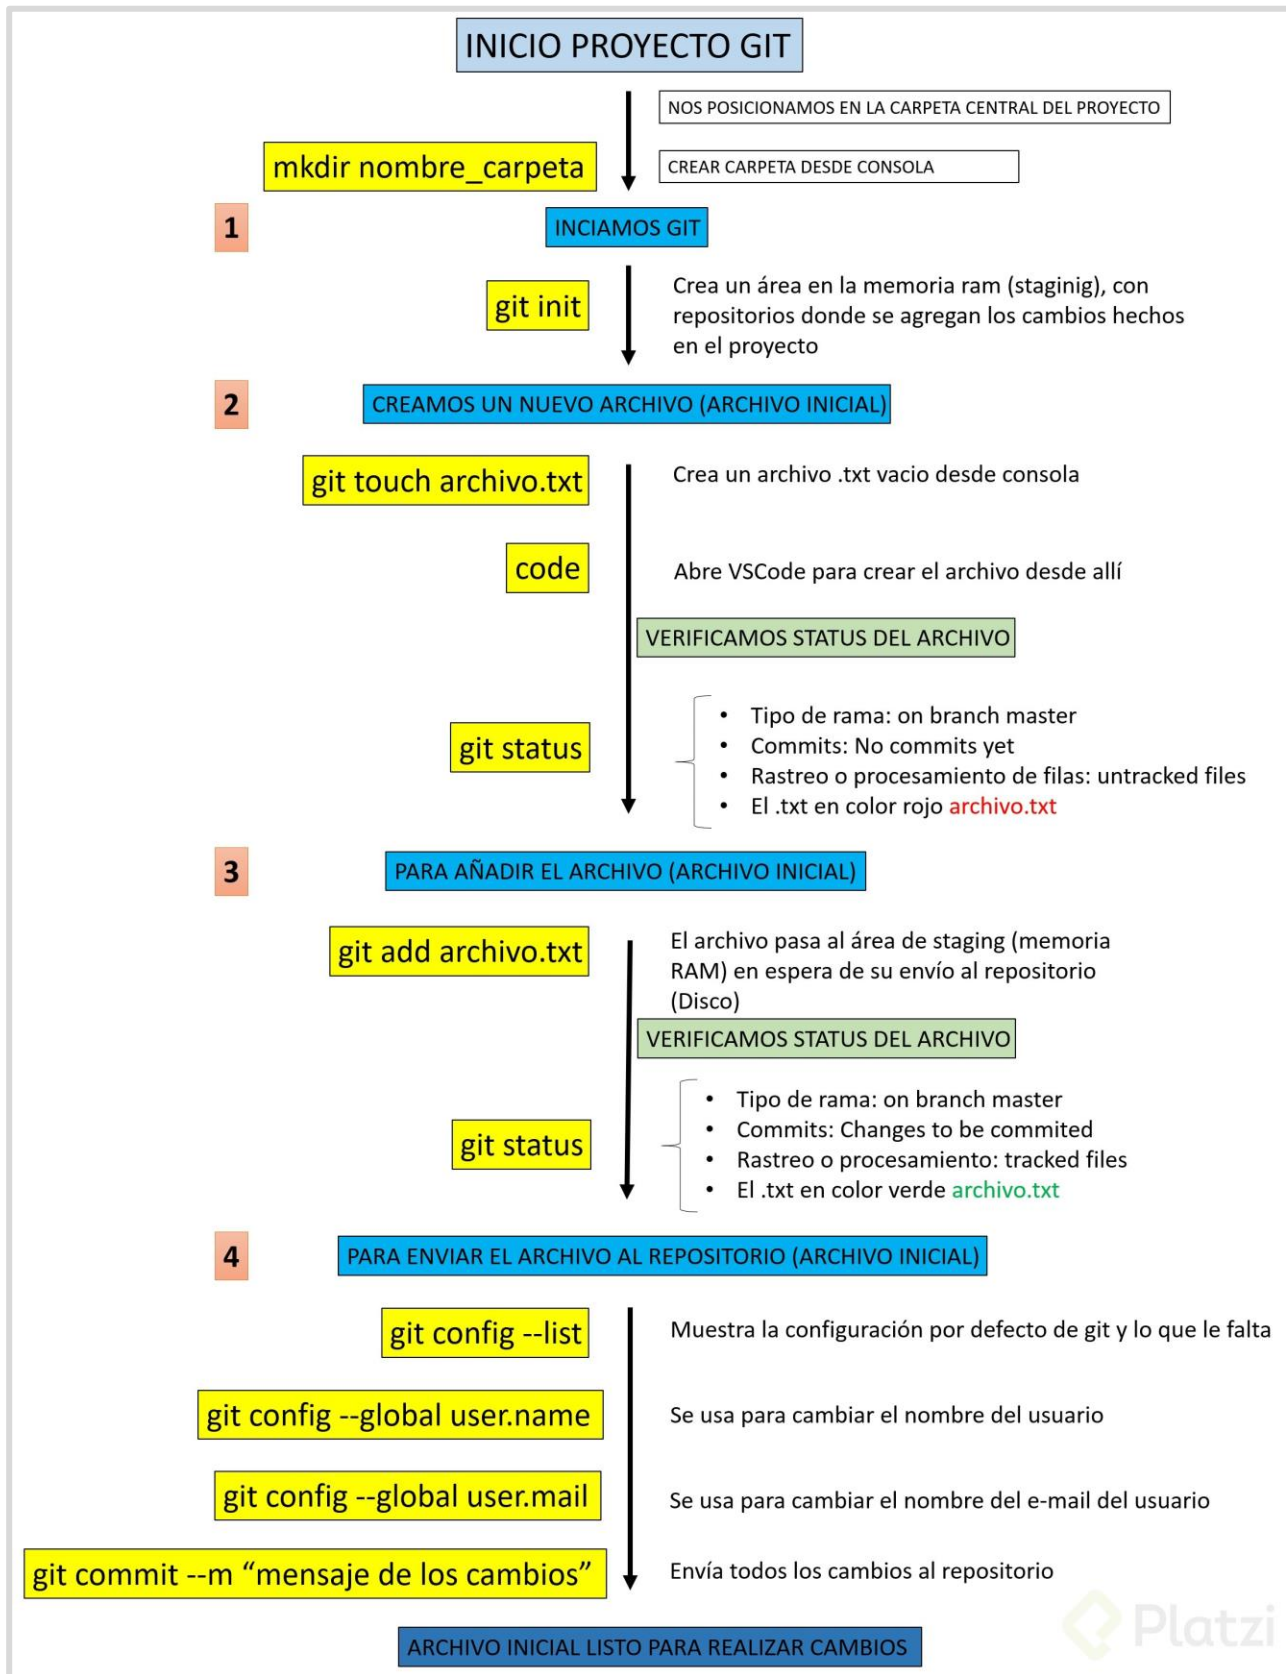 INICIO PROYECTO GIT
NOS POSICIONAMOS EN LA CARPETA CENTRAL DEL PROYECTO
mkdir nombre_carpeta
CREAR CARPETA DESDE CONSOLA
1
INCIAMOS GIT
git init
Crea un área en la memoria ram (staginig), con
repositorios donde se agregan los cambios hechos
en el proyecto
2
CREAMOS UN NUEVO ARCHIVO (ARCHIVO INICIAL)
git touch archivo.txt
Crea un archivo .txt vacio desde consola
code
Abre VSCode para crear el archivo desde allí
VERIFICAMOS STATUS DEL ARCHIVO
git status
• Tipo de rama: on branch master
• Commits: No commits yet
• Rastreo o procesamiento de filas: untracked files
• El .txt en color rojo archivo.txt
3
PARA AÑADIR EL ARCHIVO (ARCHIVO INICIAL)
git add archivo.txt
El archivo pasa al área de staging (memoria
RAM) en espera de su envío al repositorio
(Disco)
VERIFICAMOS STATUS DEL ARCHIVO
git status
• Tipo de rama: on branch master
• Commits: Changes to be commited
• Rastreo o procesamiento: tracked files
• El .txt en color verde archivo.txt
4
PARA ENVIAR EL ARCHIVO AL REPOSITORIO (ARCHIVO INICIAL)
git config --list
Muestra la configuración por defecto de git y lo que le falta
git config --global user.name
Se usa para cambiar el nombre del usuario
git config --global user.mail
Se usa para cambiar el nombre del e-mail del usuario
git commit --m “mensaje de los cambios”
Envía todos los cambios al repositorio
ARCHIVO INICIAL LISTO PARA REALIZAR CAMBIOS
Platzi